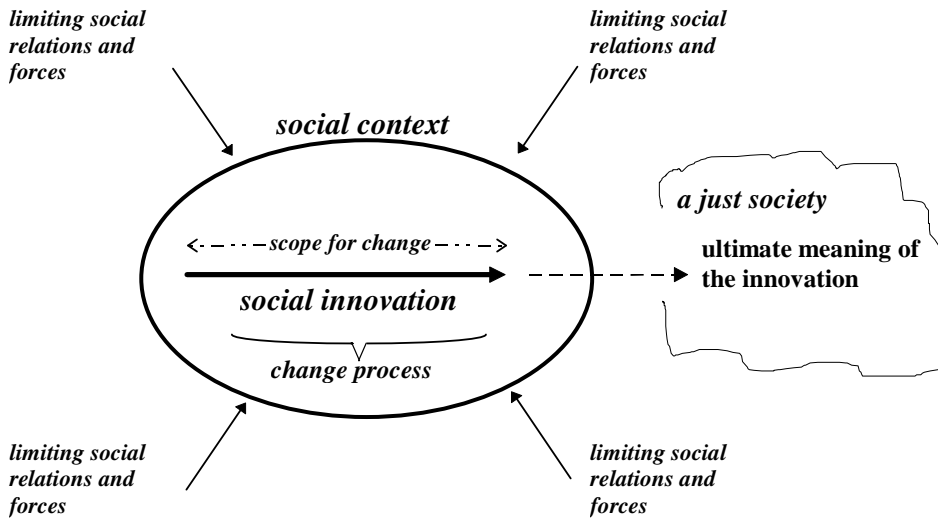 limiting social
relations and
forces
limiting social
relations and
forces
social context
a just society
ultimate meaning of
the innovation
scope for change
social innovation
change process
limiting social
relations and
forces
limiting social
relations and
forces